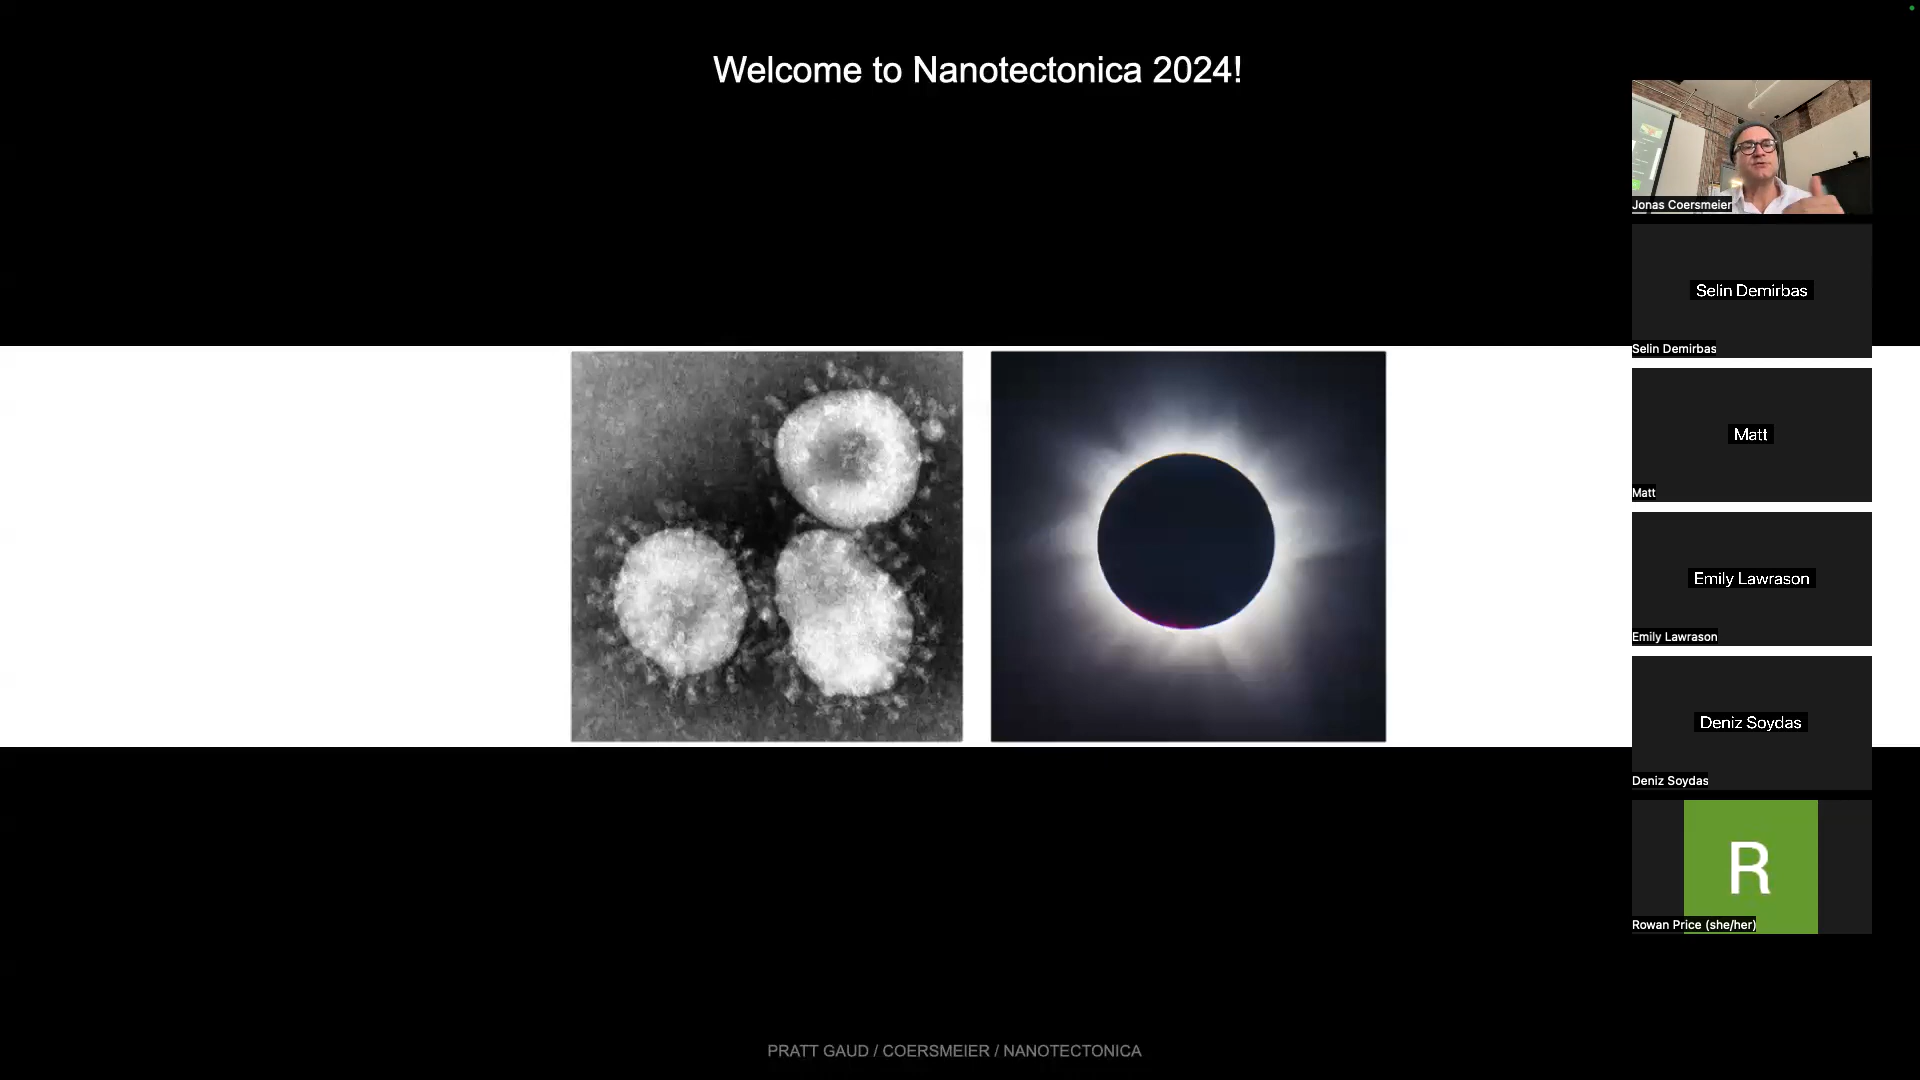 Welcome to Nanotectonica 2024!
Jonas Coersmeier
Selin Demirbas
Selin Demirbas
Matt
Matt
Emily Lawrason
Emily Lawrason
Deniz Soydas
Deniz Soydas
R
Rowan Price (she/her)
PRATT GAUD / COERSMEIER / NANOTECTONICA